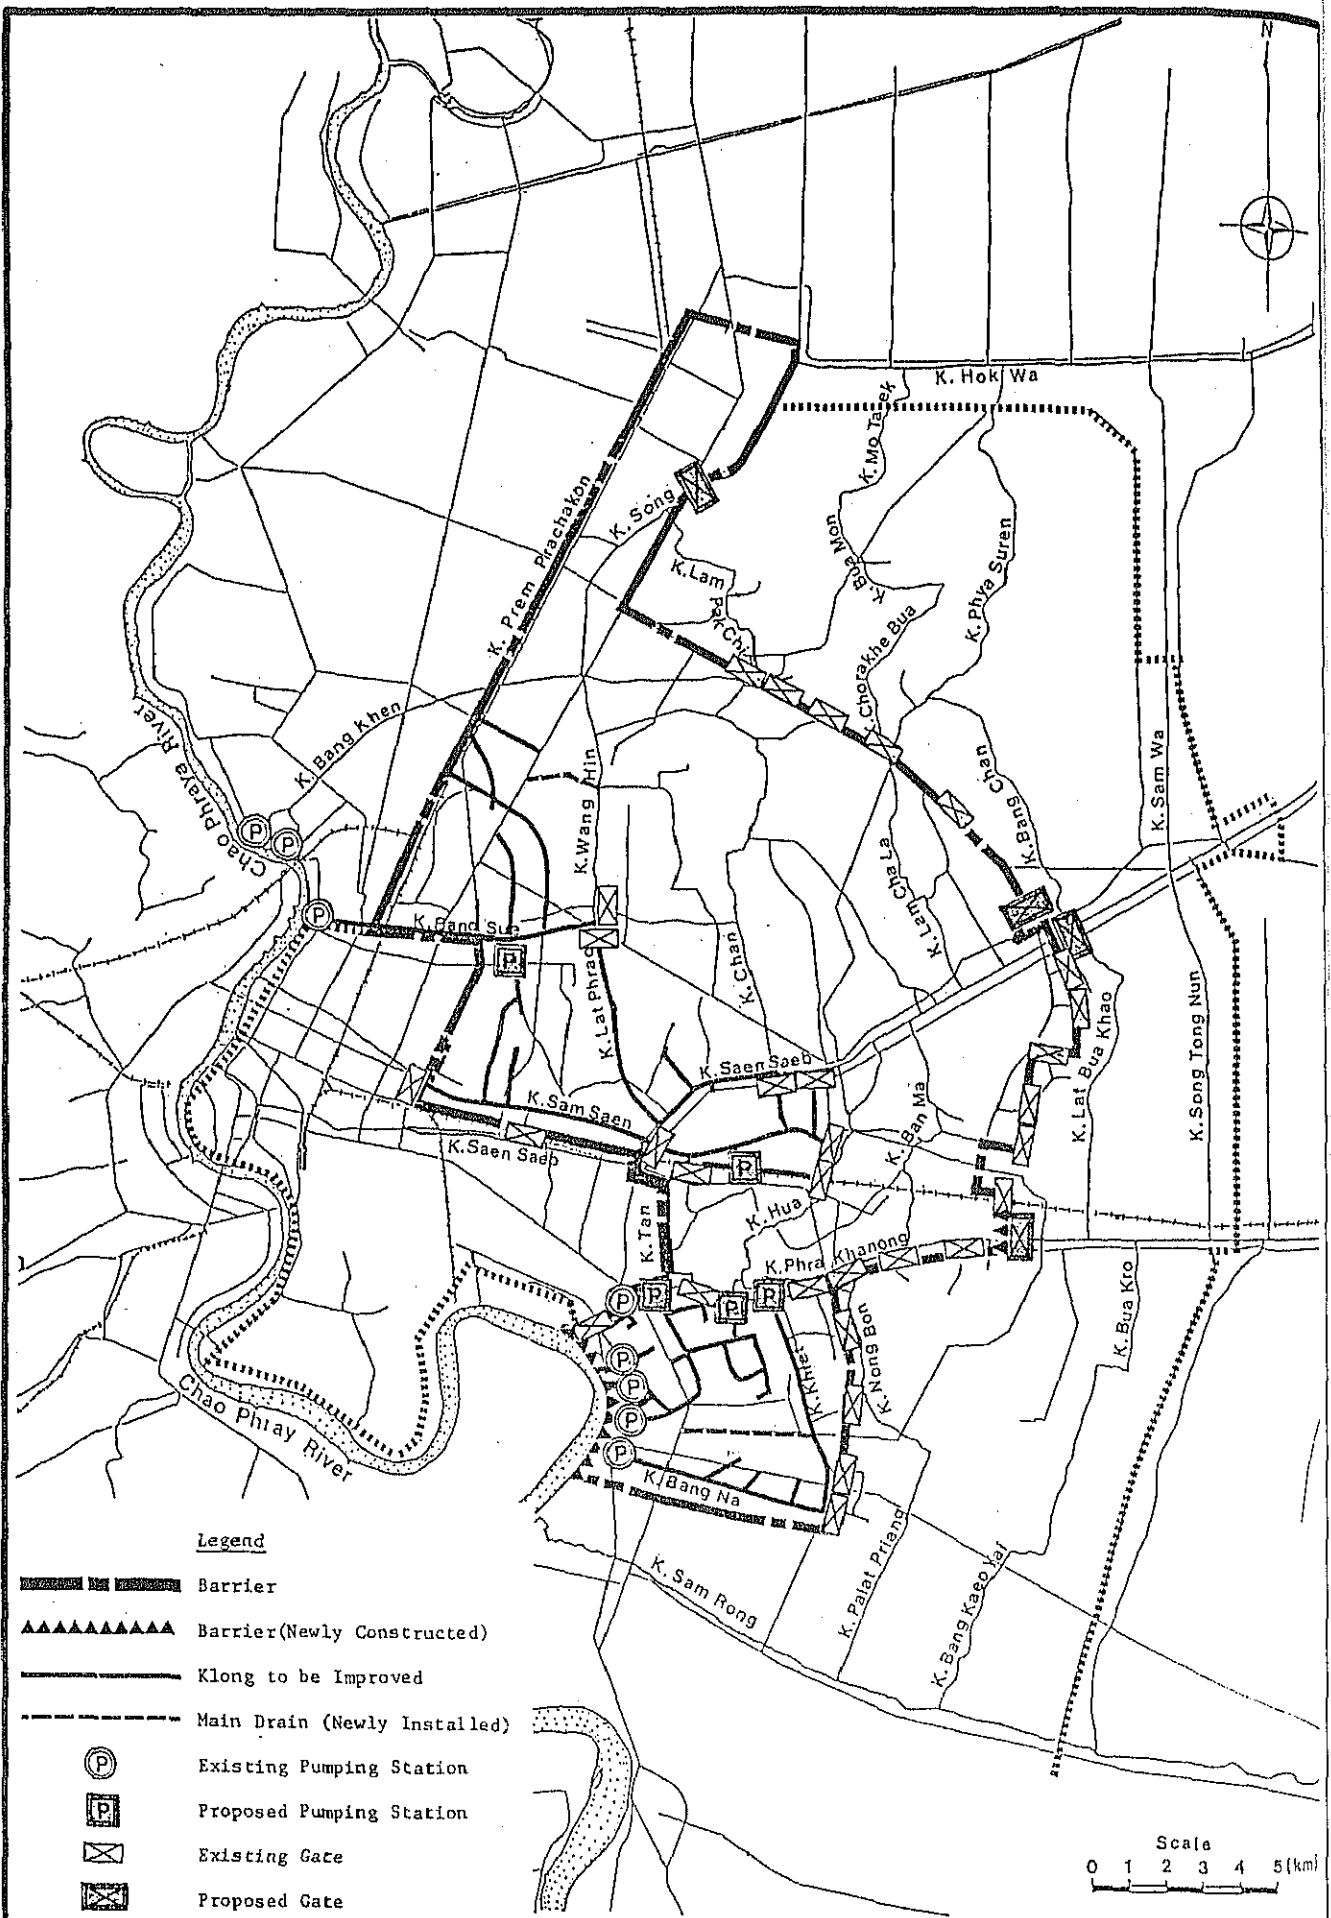 N
K. Hok Wa
K. Mo Ta ek
K. Song
K. Prem Prachakon
K. Bua Mon
K. Phya Suren
K. Lam Pak Chi
K. Bua
K. Chorakhe Bua
Chao Phraya River
K. Bang Khen
K. Wang Hin
K. Bang Chan
K. Sam Wa
P
P
P
K. Bang Sue
P
K. Lat Phrao
K. Chan
K. Lam Cha La
K. Saen Saeb
K. Sam Saen
K. Saen Saeb
K. Ban Ma
K. Lat Bua Khao
K. Song Tong Nun
P
K. Tan
K. Hua
K. Phra Khanong
P
P
P
P
K. Bua Kro
P
P
P
P
K. Khlet
K. Nong Bon
Chao Phray River
K. Bang Na
K. Sam Rong
K. Palat Priang
K. Bang Kaeo Yai
Legend
Barrier
Barrier(Newly Constructed)
Klong to be Improved
Main Drain (Newly Installed)
P Existing Pumping Station
P Proposed Pumping Station
Existing Gate
Proposed Gate
Scale
0 1 2 3 4 5(km)